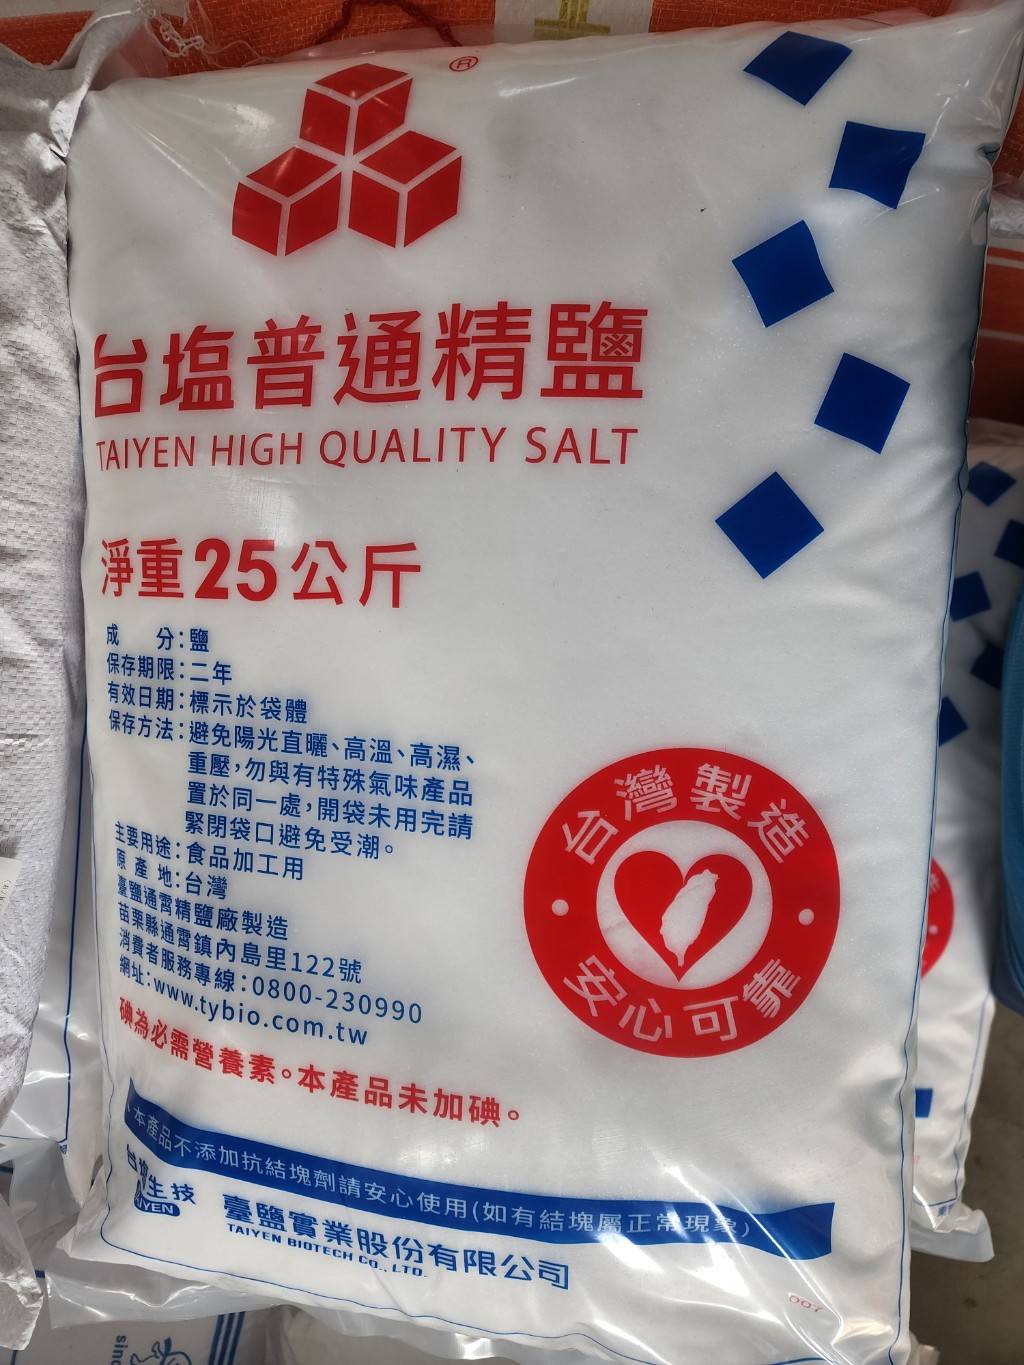 ®
台塩普通精鹽
TAIYEN HIGH QUALITY SALT
淨重25公斤
成 分:鹽
保存期限:二年
有效日期:標示於袋體
保存方法:避免陽光直曬、高溫、高濕、
重壓,勿與有特殊氣味產品
置於同一處,開袋未用完請
緊閉袋口避免受潮。
主要用途:食品加工用
原 產 地:台灣
臺鹽通霄精鹽廠製造
苗栗縣通霄鎮內島里122號
消費者服務專線:0800-230990
網址:www.tybio.com.tw
碘為必需營養素。本產品未加碘。
台灣製造
安心可靠
本產品不添加抗結塊劑請安心使用(如有結塊屬正常現象)
台塩生技
臺鹽實業股份有限公司
TAIYEN BIOTECH CO., LTD.
007